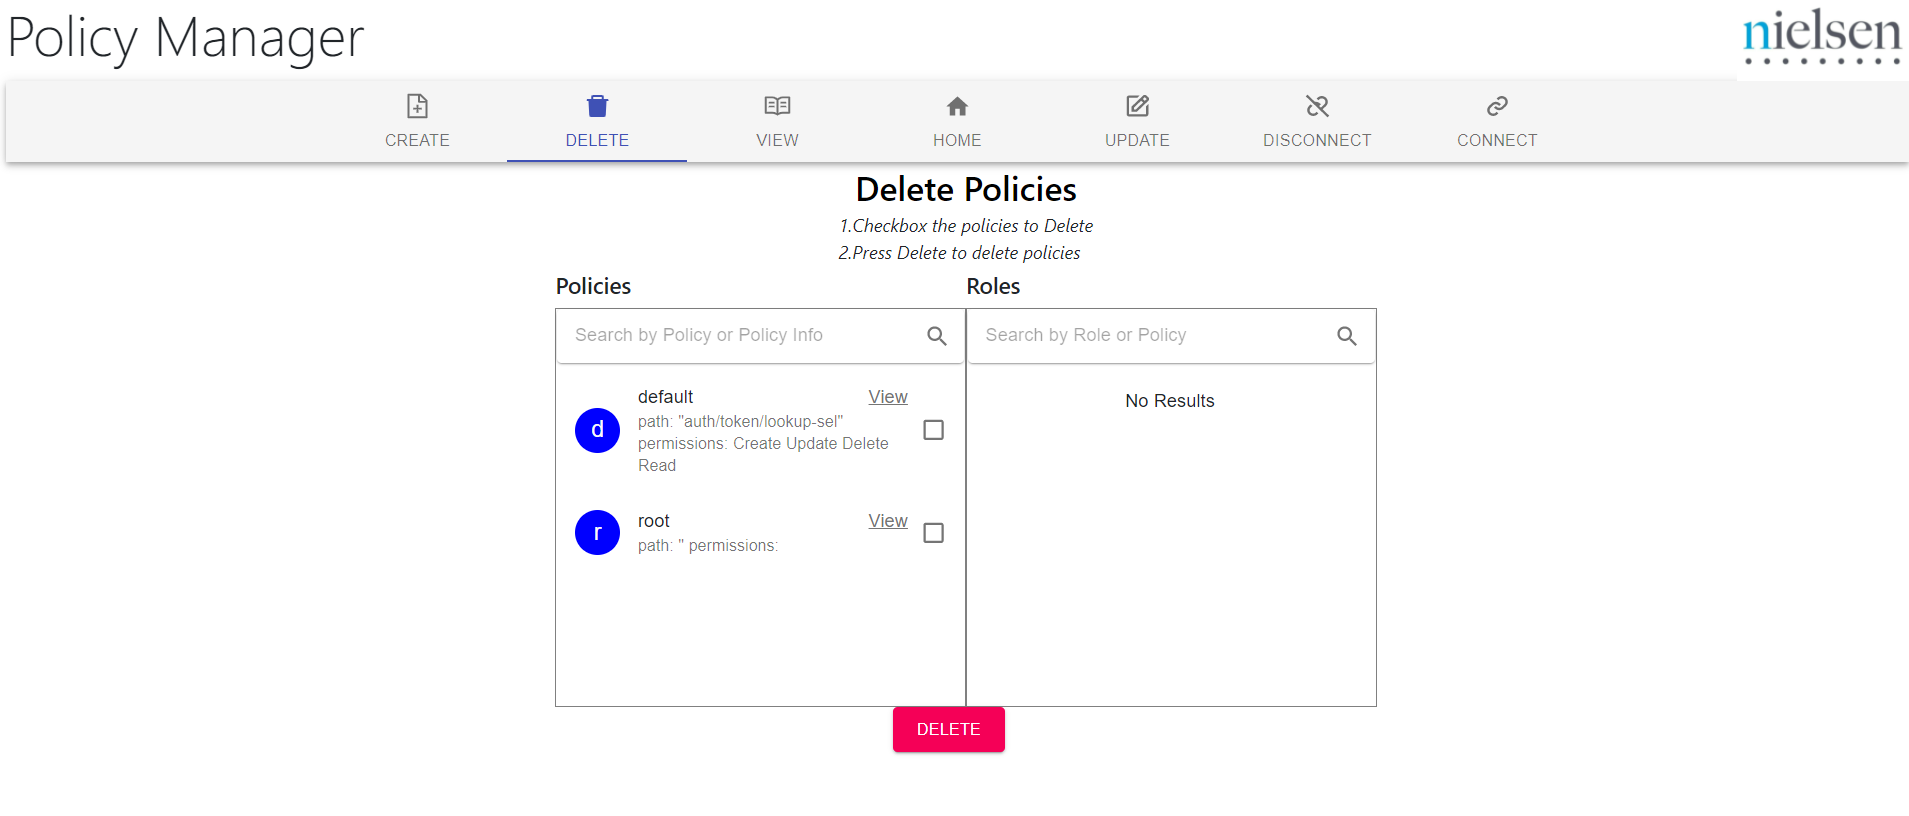 Policy Manager
nielsen
CREATE
DELETE
VIEW
HOME
UPDATE
DISCONNECT
CONNECT
Delete Policies
1.Checkbox the policies to Delete
2.Press Delete to delete policies
Policies
Roles
Search by Policy or Policy Info
Search by Role or Policy
d
default
View
path: "auth/token/lookup-sel"
permissions: Create Update Delete
Read
No Results
r
root
View
path: " permissions:
DELETE